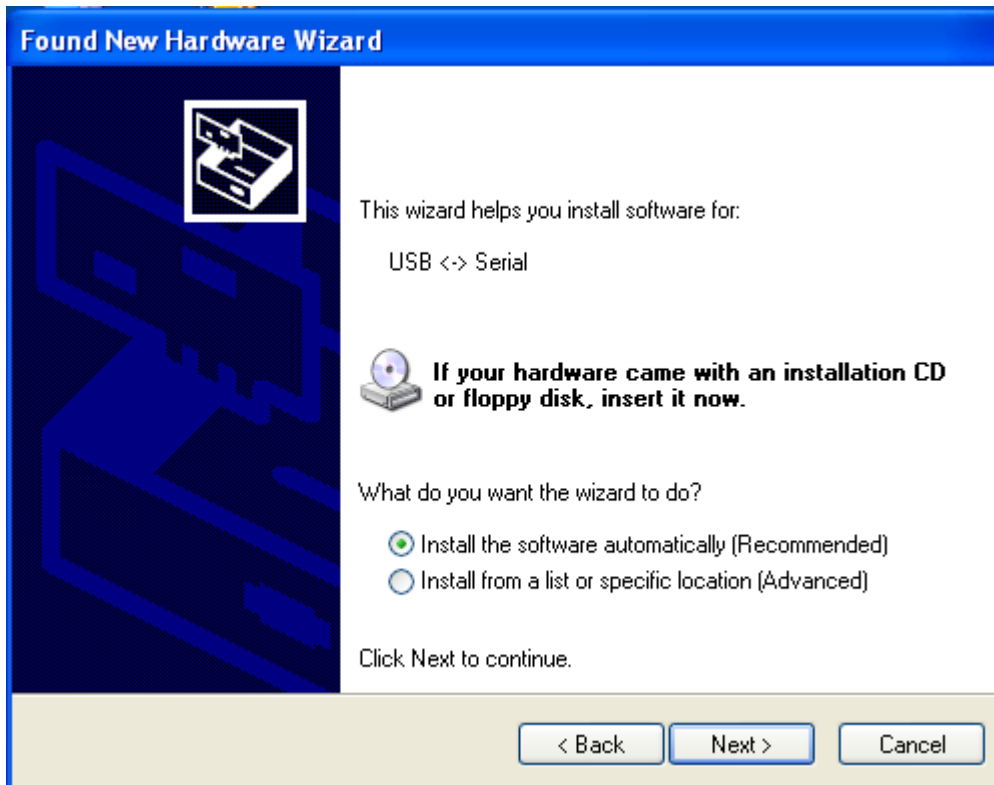 Found New Hardware Wizard
This wizard helps you install software for:
USB <-> Serial
If your hardware came with an installation CD
or floppy disk, insert it now.
What do you want the wizard to do?
Install the software automatically (Recommended)
Install from a list or specific location (Advanced)
Click Next to continue.
< Back
Next >
Cancel